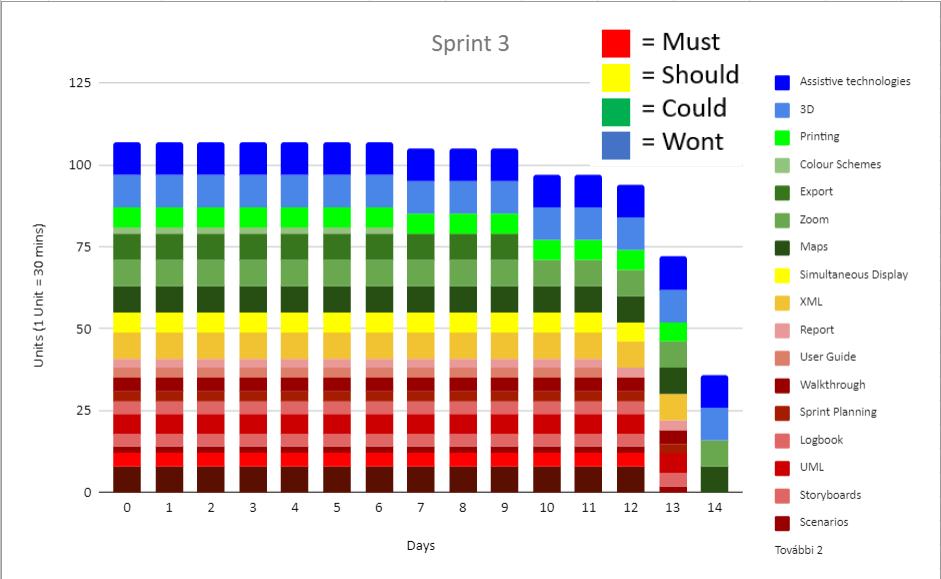 Sprint 3
= Must
= Should
= Could
= Wont
125
100
75
50
25
0
Units (1 Unit = 30 mins)
0 1 2 3 4 5 6 7 8 9 10 11 12 13 14
Days
Assistive technologies
3D
Printing
Colour Schemes
Export
Zoom
Maps
Simultaneous Display
XML
Report
User Guide
Walkthrough
Sprint Planning
Logbook
UML
Storyboards
Scenarios
További 2